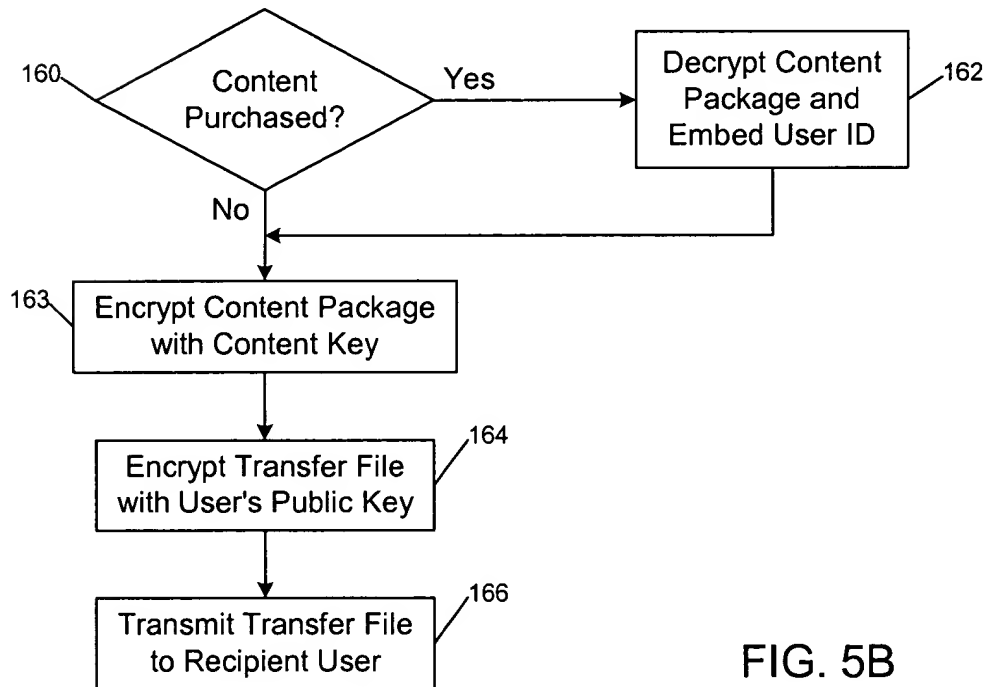 160
Content
Purchased?
Yes
Decrypt Content
Package and
Embed User ID
162
No
163
Encrypt Content Package
with Content Key
164
Encrypt Transfer File
with User's Public Key
166
Transmit Transfer File
to Recipient User
FIG. 5B